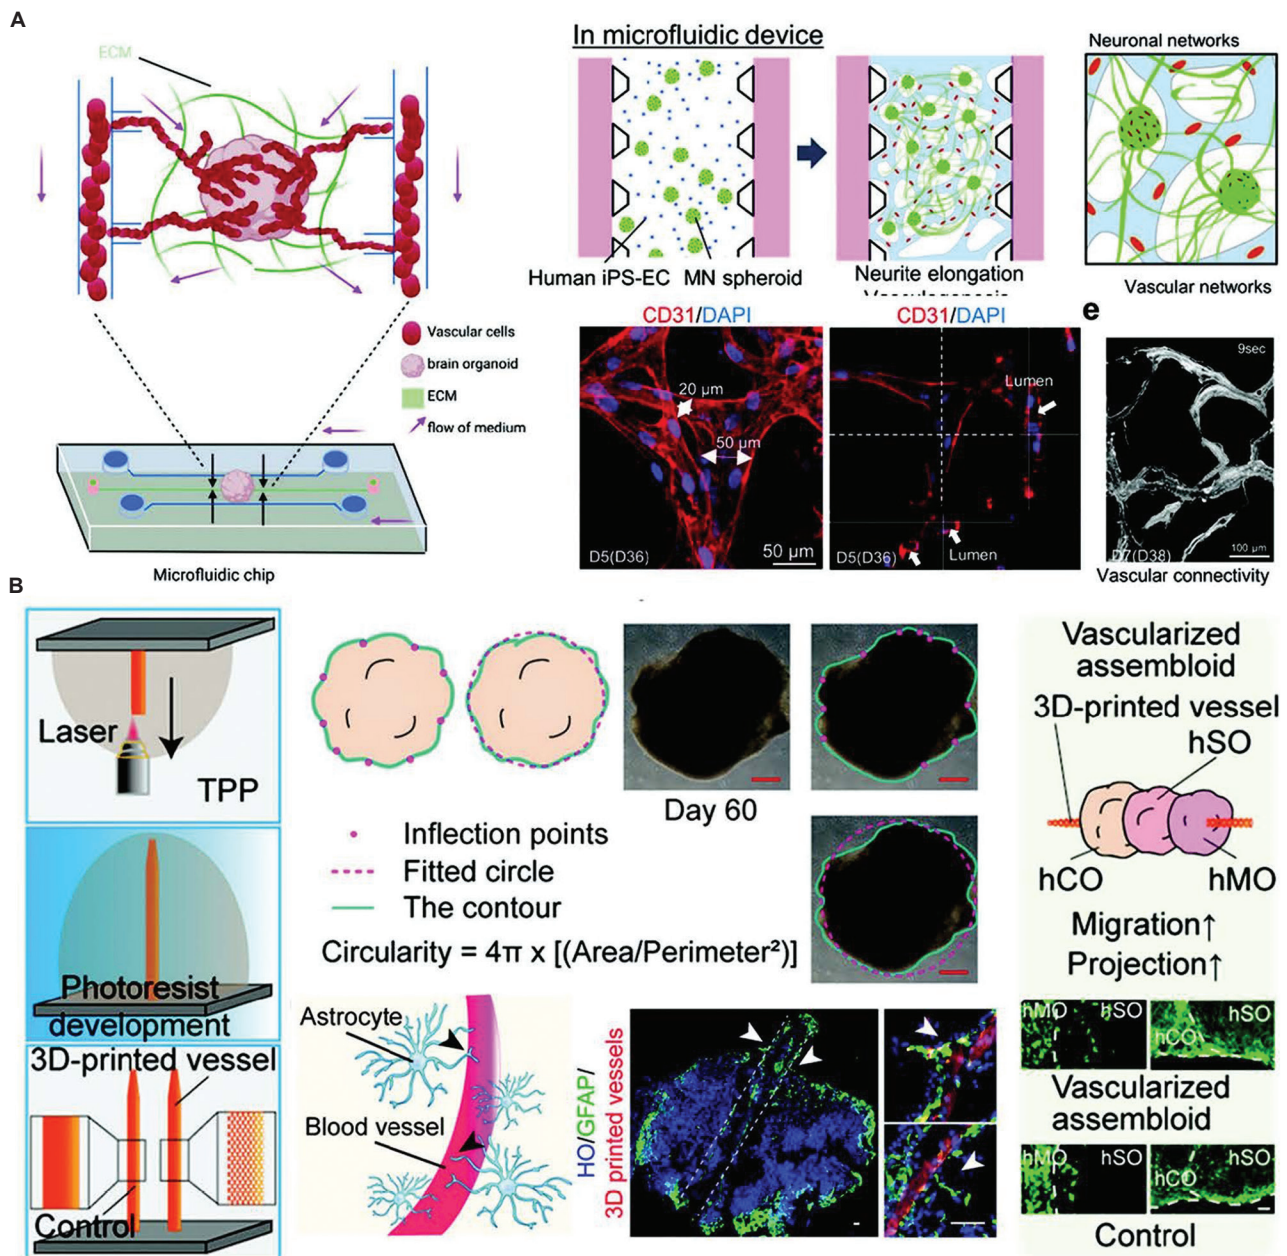 A
ECM
Vascular cells
brain organoid
ECM
flow of medium
Microfluidic chip
In microfluidic device
Human iPS-EC
MN spheroid
Neurite elongation
Neuronal networks
Vascular networks
CD31/DAPI
20 µm
50 µm
D5(D36)
50 µm
CD31/DAPI
Lumen
Lumen
D5(D36)
e
9sec
D7(D38)
100 µm
Vascular connectivity
B
Laser
TPP
Photoresist
development
3D-printed vessel
Control
Day 60
Inflection points
Fitted circle
The contour
Circularity = 4π x [(Area/Perimeter²)]
Astrocyte
Blood vessel
HO/GFAP/
3D printed vessels
Vascularized
assembloid
3D-printed vessel
hSO
hCO
hMO
Migration↑
Projection↑
hMO
hSO
hCO
hSO
Vascularized
assembloid
hMO
hSO
hCO
hSO
Control